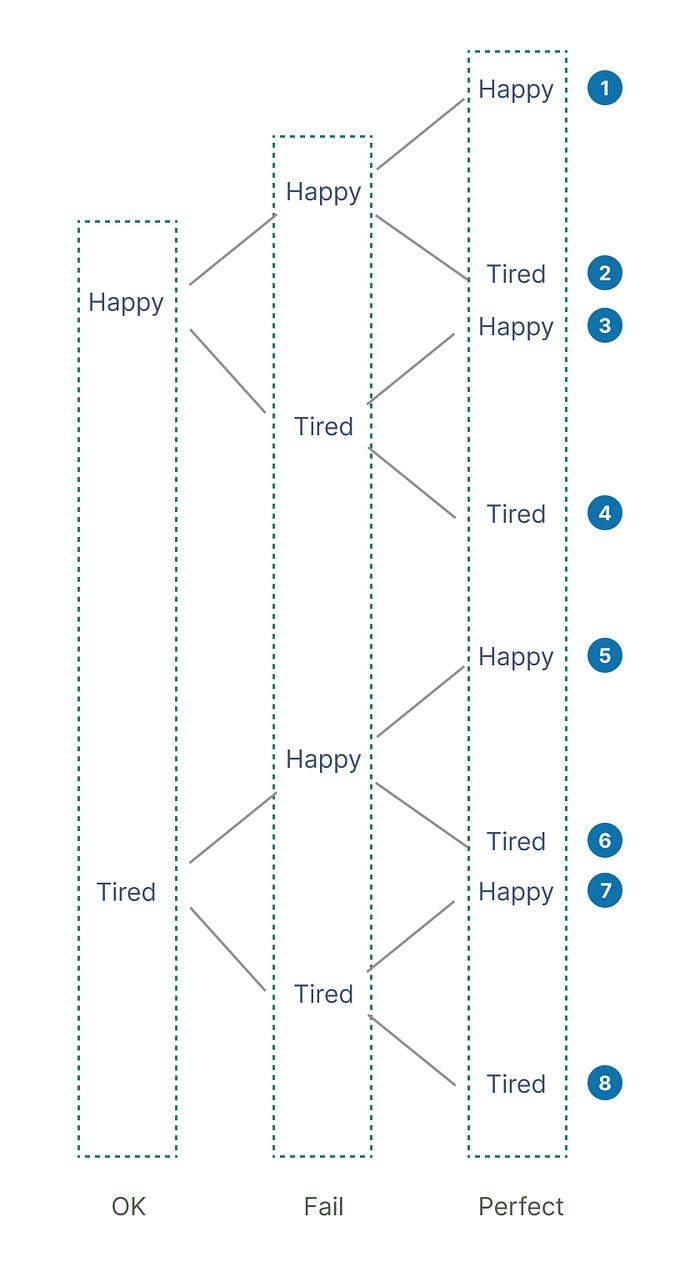 Happy 1
Happy
Tired 2
Happy
Happy 3
Tired
Tired 4
Happy 5
Happy
Tired 6
Tired
Happy 7
Tired
Tired 8
OK Fail Perfect